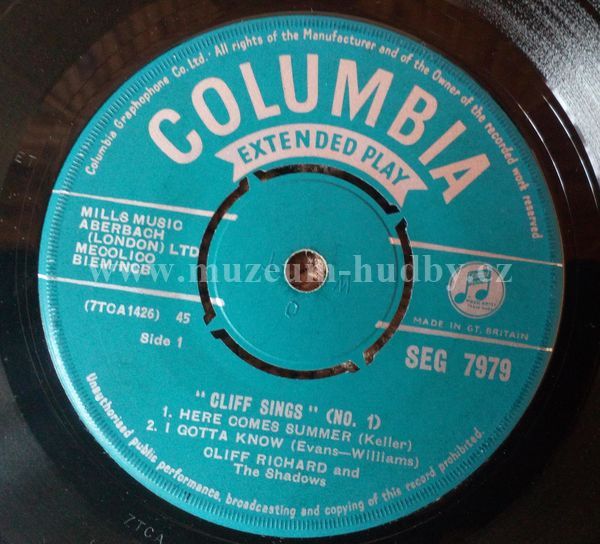 Columbia Graphophone Co. Ltd. All rights of the Manufacturer and of the Owner of the recorded work reserved
COLUMBIA
EXTENDED PLAY
MILLS MUSIC
ABERBACH
(LONDON) LTD
MECOLICO
BIEM/NCB
www.muzeum-hudby.cz
(7TCA1426) 45
Side 1
MADE IN GT. BRITAIN
SEG 7979
"CLIFF SINGS" (NO. 1)
1. HERE COMES SUMMER (Keller)
2. I GOTTA KNOW (Evans—Williams)
CLIFF RICHARD and
The Shadows
Unauthorised public performance, broadcasting and copying of this record prohibited.
7TCA